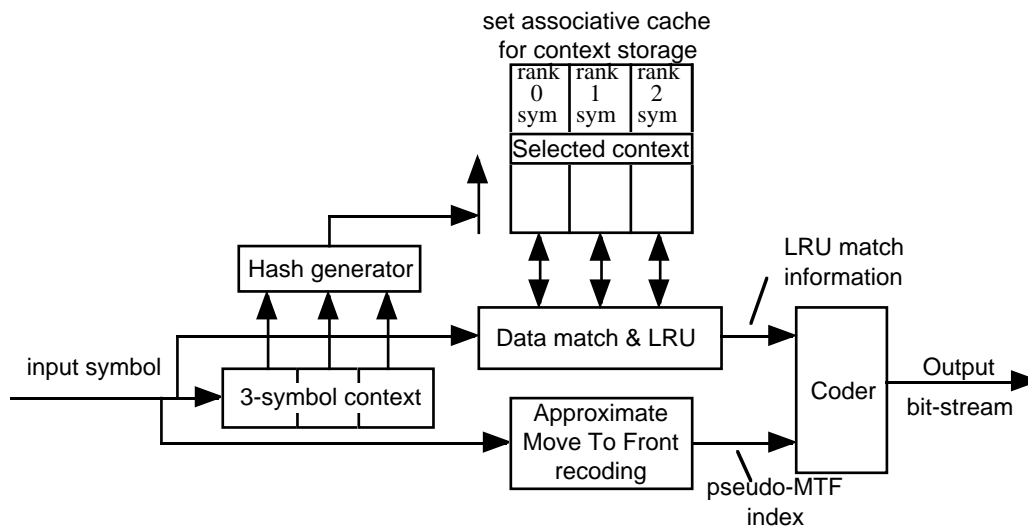 set associative cache
for context storage
rank rank rank
0 1 2
sym sym sym
Selected context
Hash generator
LRU match
information
Data match & LRU
input symbol
3-symbol context
Coder
Output
bit-stream
Approximate
Move To Front
recoding
pseudo-MTF
index